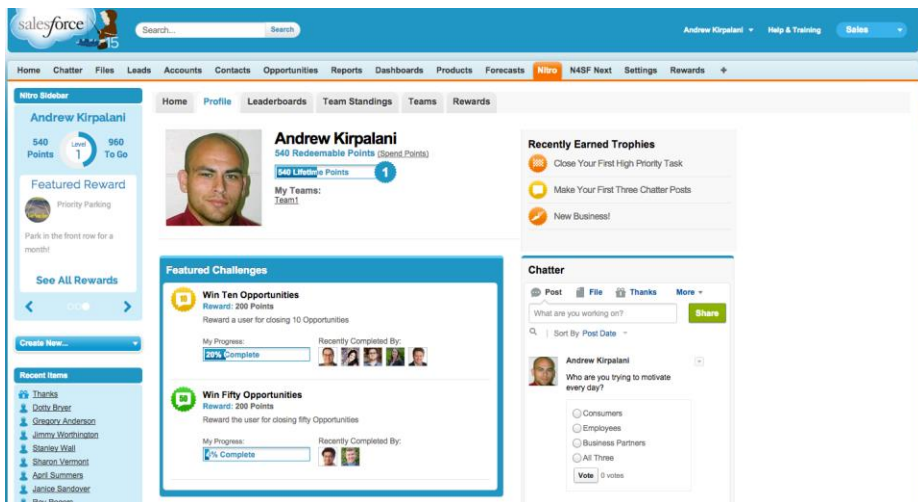 salesforce
15
Search...
Search
Andrew Kirpalani
Help & Training
Sales
Home Chatter Files Leads Accounts Contacts Opportunities Reports Dashboards Products Forecasts Nitro N4SF Next Settings Rewards +
Nitro Sidebar
Andrew Kirpalani
540 Points
Level 1
960 To Go
Featured Reward
Priority Parking
Park in the front row for a
month!
See All Rewards
Create New...
Recent Items
Thanks
Dotty Bryer
Gregory Anderson
Jimmy Worthington
Stanley Wall
Sharon Vermont
April Summers
Janice Sandover
Home Profile Leaderboards Team Standings Teams Rewards
Andrew Kirpalani
540 Redeemable Points (Spend Points)
540 Lifetime Points
1
My Teams:
Team1
Recently Earned Trophies
Close Your First High Priority Task
Make Your First Three Chatter Posts
New Business!
Featured Challenges
10
Win Ten Opportunities
Reward: 200 Points
Reward a user for closing 10 Opportunities
My Progress:
20% Complete
Recently Completed By:
50
Win Fifty Opportunities
Reward: 200 Points
Reward the user for closing fifty Opportunities
My Progress:
4% Complete
Recently Completed By:
Chatter
Post File Thanks More
What are you working on?
Share
Sort By Post Date
Andrew Kirpalani
Who are you trying to motivate
every day?
Consumers
Employees
Business Partners
All Three
Vote 0 votes